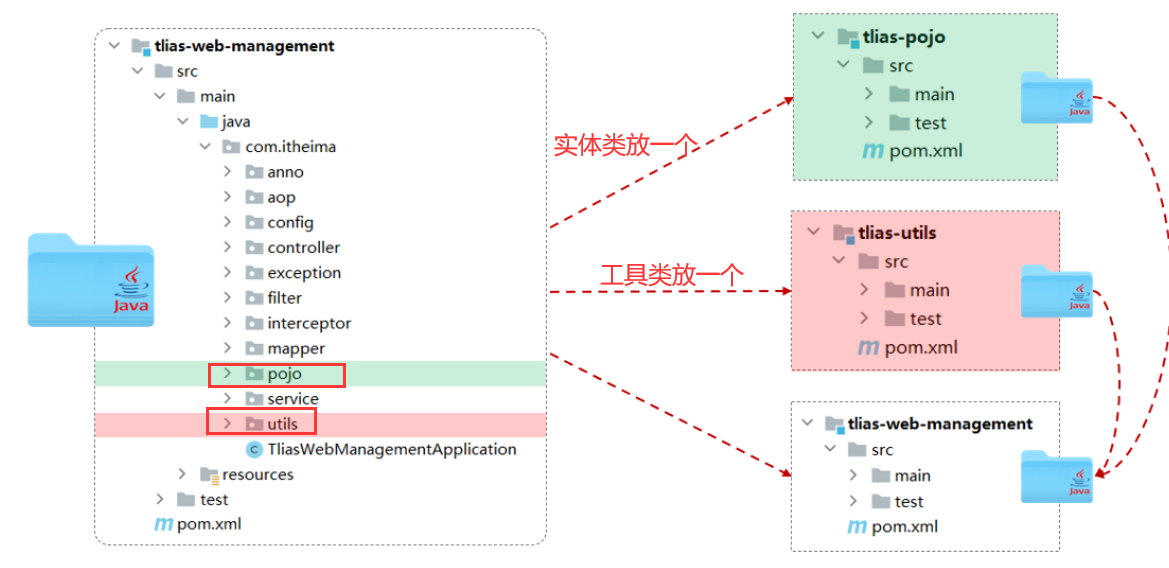 tlias-web-management
src
main
java
com.itheima
anno
aop
config
controller
exception
filter
interceptor
mapper
pojo
service
utils
C TliasWebManagementApplication
resources
test
m pom.xml
Java
实体类放一个
工具类放一个
tlias-pojo
src
main
test
m pom.xml
Java
tlias-utils
src
main
test
m pom.xml
Java
tlias-web-management
src
main
test
m pom.xml
Java